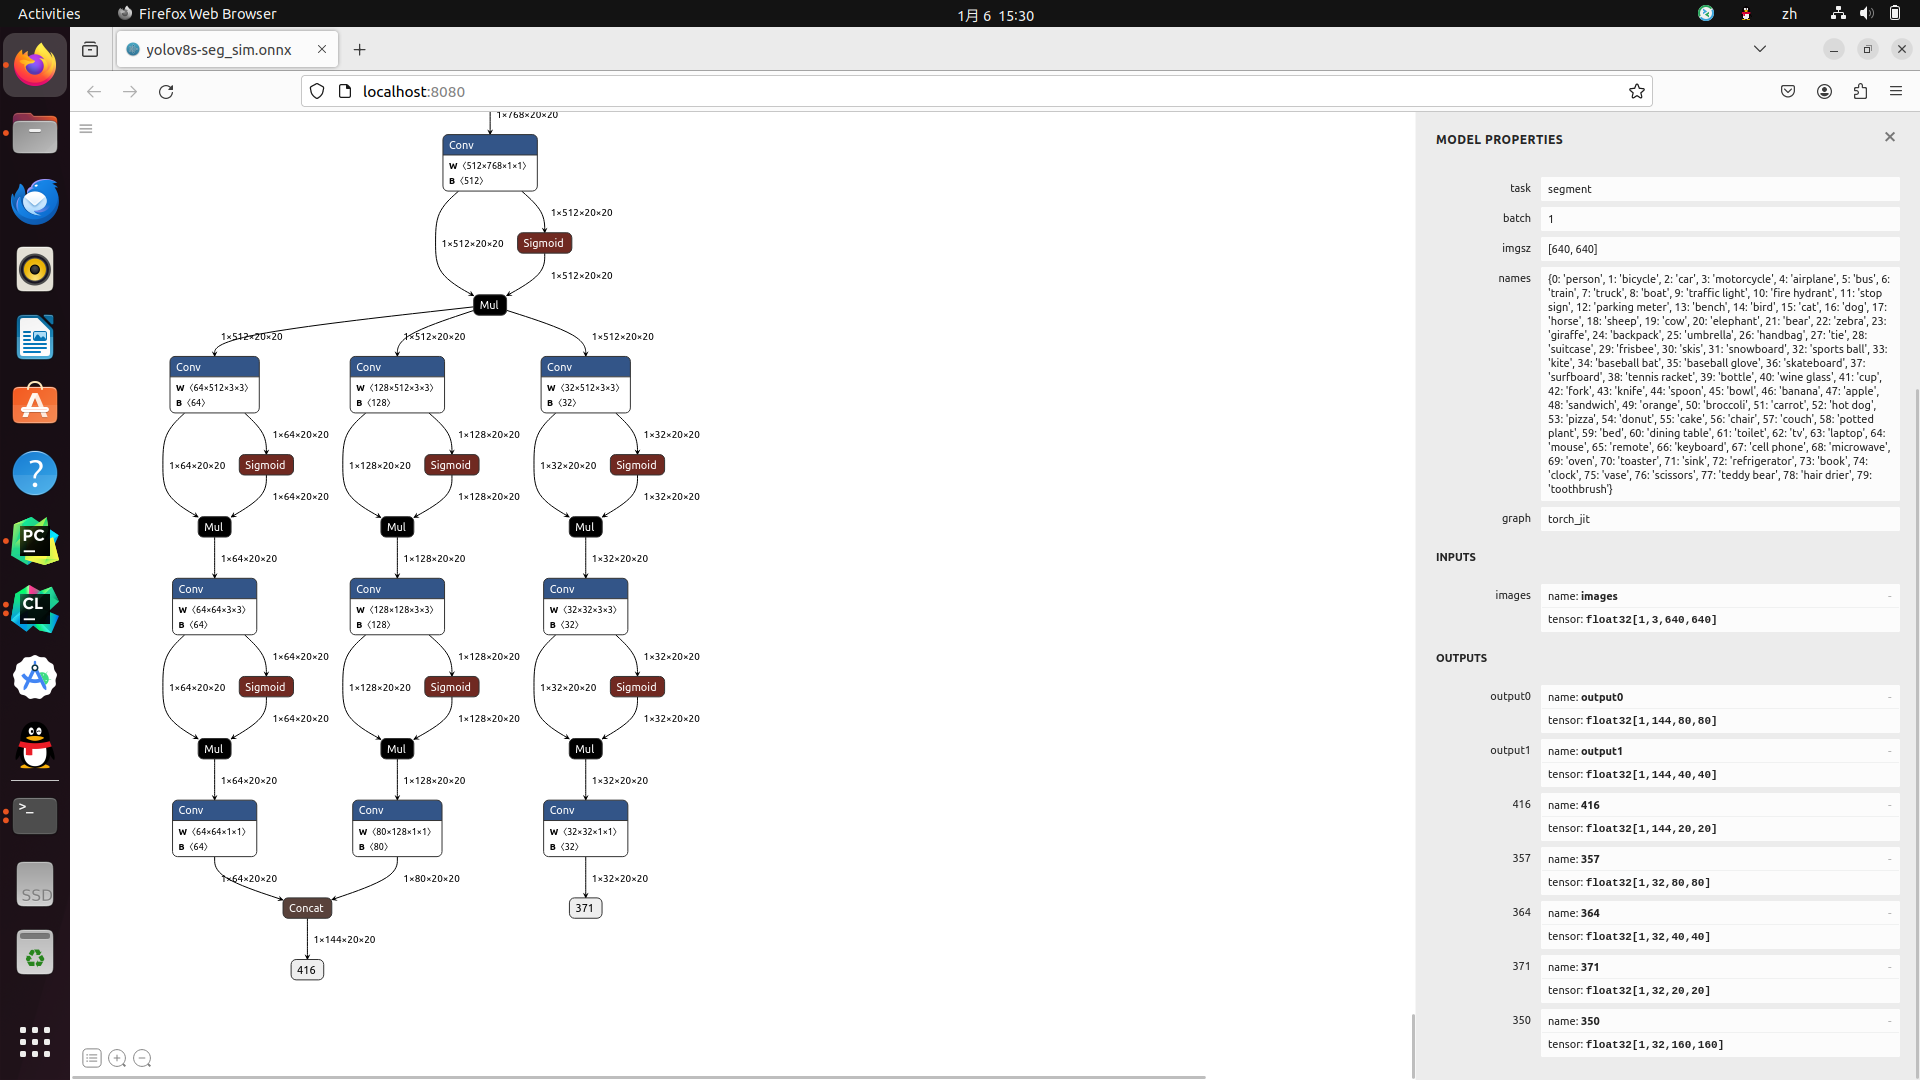 Activities
Firefox Web Browser
1月 6 15:30
zh
yolov8s-seg_sim.onnx
localhost:8080
1×768×20×20
Conv
W 〈512×768×1×1〉
B 〈512〉
1×512×20×20
1×512×20×20
Sigmoid
1×512×20×20
Mul
1×512×20×20
1×512×20×20
1×512×20×20
Conv
W 〈64×512×3×3〉
B 〈64〉
Conv
W 〈128×512×3×3〉
B 〈128〉
Conv
W 〈32×512×3×3〉
B 〈32〉
1×64×20×20
1×128×20×20
1×32×20×20
1×64×20×20
Sigmoid
1×128×20×20
Sigmoid
1×32×20×20
Sigmoid
1×64×20×20
1×128×20×20
1×32×20×20
Mul
Mul
Mul
1×64×20×20
1×128×20×20
1×32×20×20
Conv
W 〈64×64×3×3〉
B 〈64〉
Conv
W 〈128×128×3×3〉
B 〈128〉
Conv
W 〈32×32×3×3〉
B 〈32〉
1×64×20×20
1×128×20×20
1×32×20×20
1×64×20×20
Sigmoid
1×128×20×20
Sigmoid
1×32×20×20
Sigmoid
1×64×20×20
1×128×20×20
1×32×20×20
Mul
Mul
Mul
1×64×20×20
1×128×20×20
1×32×20×20
Conv
W 〈64×64×1×1〉
B 〈64〉
Conv
W 〈80×128×1×1〉
B 〈80〉
Conv
W 〈32×32×1×1〉
B 〈32〉
1×64×20×20
1×80×20×20
1×32×20×20
Concat
371
1×144×20×20
416
MODEL PROPERTIES
task
segment
batch
1
imgsz
[640, 640]
names
{0: 'person', 1: 'bicycle', 2: 'car', 3: 'motorcycle', 4: 'airplane', 5: 'bus', 6:
'train', 7: 'truck', 8: 'boat', 9: 'traffic light', 10: 'fire hydrant', 11: 'stop
sign', 12: 'parking meter', 13: 'bench', 14: 'bird', 15: 'cat', 16: 'dog', 17:
'horse', 18: 'sheep', 19: 'cow', 20: 'elephant', 21: 'bear', 22: 'zebra', 23:
'giraffe', 24: 'backpack', 25: 'umbrella', 26: 'handbag', 27: 'tie', 28:
'suitcase', 29: 'frisbee', 30: 'skis', 31: 'snowboard', 32: 'sports ball', 33:
'kite', 34: 'baseball bat', 35: 'baseball glove', 36: 'skateboard', 37:
'surfboard', 38: 'tennis racket', 39: 'bottle', 40: 'wine glass', 41: 'cup',
42: 'fork', 43: 'knife', 44: 'spoon', 45: 'bowl', 46: 'banana', 47: 'apple',
48: 'sandwich', 49: 'orange', 50: 'broccoli', 51: 'carrot', 52: 'hot dog',
53: 'pizza', 54: 'donut', 55: 'cake', 56: 'chair', 57: 'couch', 58: 'potted
plant', 59: 'bed', 60: 'dining table', 61: 'toilet', 62: 'tv', 63: 'laptop', 64:
'mouse', 65: 'remote', 66: 'keyboard', 67: 'cell phone', 68: 'microwave',
69: 'oven', 70: 'toaster', 71: 'sink', 72: 'refrigerator', 73: 'book', 74:
'clock', 75: 'vase', 76: 'scissors', 77: 'teddy bear', 78: 'hair drier', 79:
'toothbrush'}
graph
torch_jit
INPUTS
images
name: images
tensor: float32[1,3,640,640]
OUTPUTS
output0
name: output0
tensor: float32[1,144,80,80]
output1
name: output1
tensor: float32[1,144,40,40]
416
name: 416
tensor: float32[1,144,20,20]
357
name: 357
tensor: float32[1,32,80,80]
364
name: 364
tensor: float32[1,32,40,40]
371
name: 371
tensor: float32[1,32,20,20]
350
name: 350
tensor: float32[1,32,160,160]
PC
CL
SSD